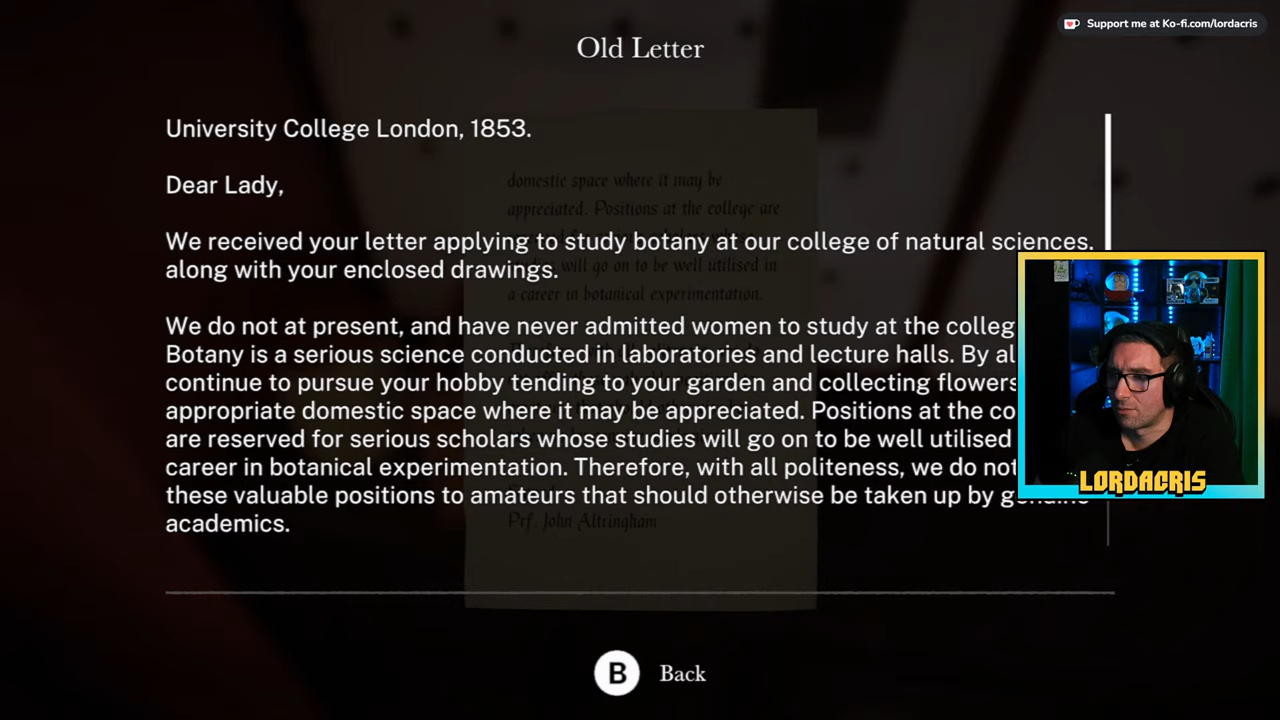 Support me at Ko-fi.com/lordacris
Old Letter
University College London, 1853.
Dear Lady,
We received your letter applying to study botany at our college of natural sciences.
along with your enclosed drawings.
We do not at present, and have never admitted women to study at the
Botany is a serious science conducted in laboratories and lecture halls. By
continue to pursue your hobby tending to your garden and collecting flowers
appropriate domestic space where it may be appreciated. Positions at the
are reserved for serious scholars whose studies will go on to be well utilised
career in botanical experimentation. Therefore, with all politeness, we do not
these valuable positions to amateurs that should otherwise be taken up by
academics.
domestic space where it may be
appreciated. Positions at the college are
will go on to be well utilised in
a career in botanical experimentation.
Prf. John Altringham
LORDACRIS
B Back